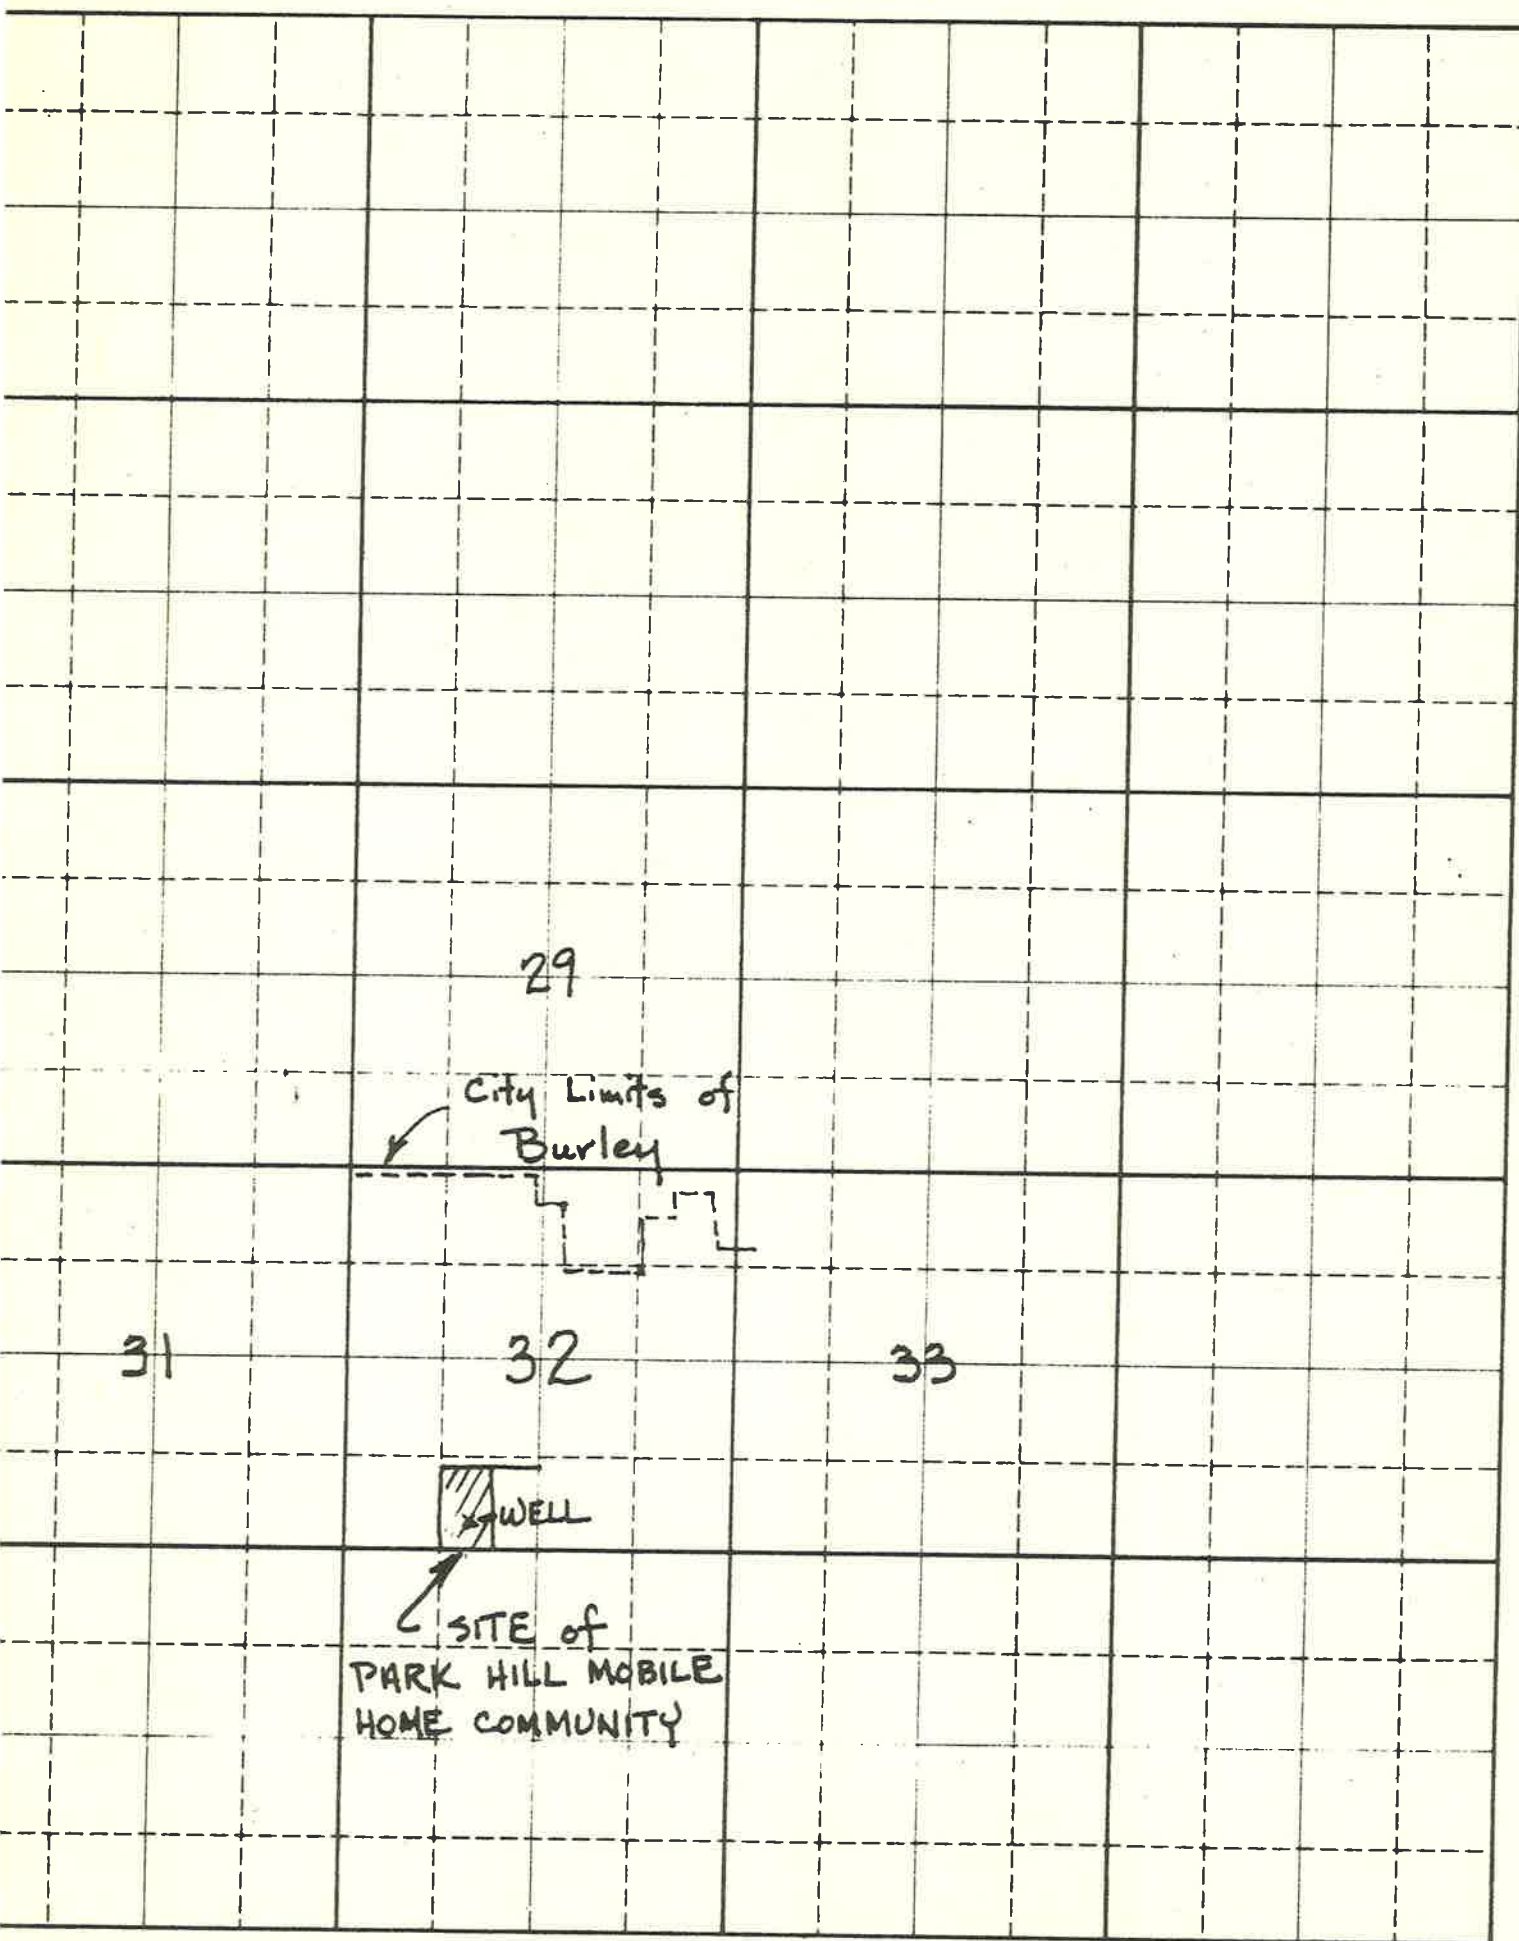 29
City Limits of
Burley
31
32
33
WELL
SITE of
PARK HILL MOBILE
HOME COMMUNITY